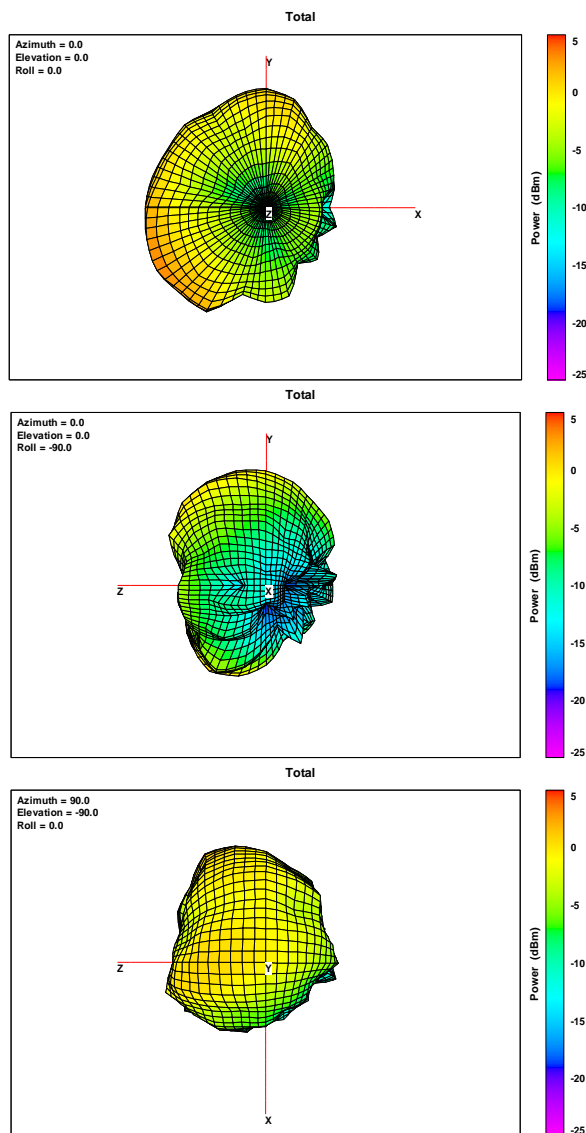 Total
Azimuth = 0.0
Elevation = 0.0
Roll = 0.0
Y
X
Z
5
0
-5
-10
-15
-20
-25
Power (dBm)
Total
Azimuth = 0.0
Elevation = 0.0
Roll = -90.0
Y
Z
X
5
0
-5
-10
-15
-20
-25
Power (dBm)
Total
Azimuth = 90.0
Elevation = -90.0
Roll = 0.0
Z
Y
X
5
0
-5
-10
-15
-20
-25
Power (dBm)